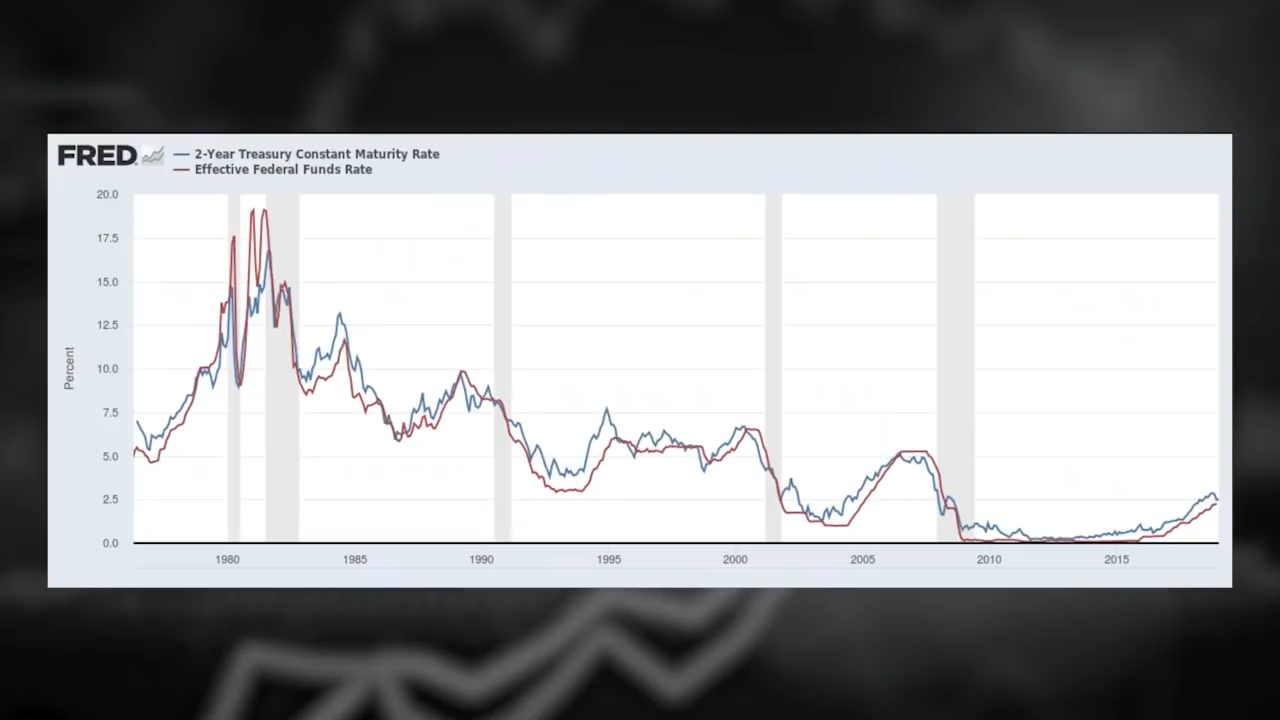 FRED
2-Year Treasury Constant Maturity Rate
Effective Federal Funds Rate
Percent
20.0
17.5
15.0
12.5
10.0
7.5
5.0
2.5
0.0
1980 1985 1990 1995 2000 2005 2010 2015